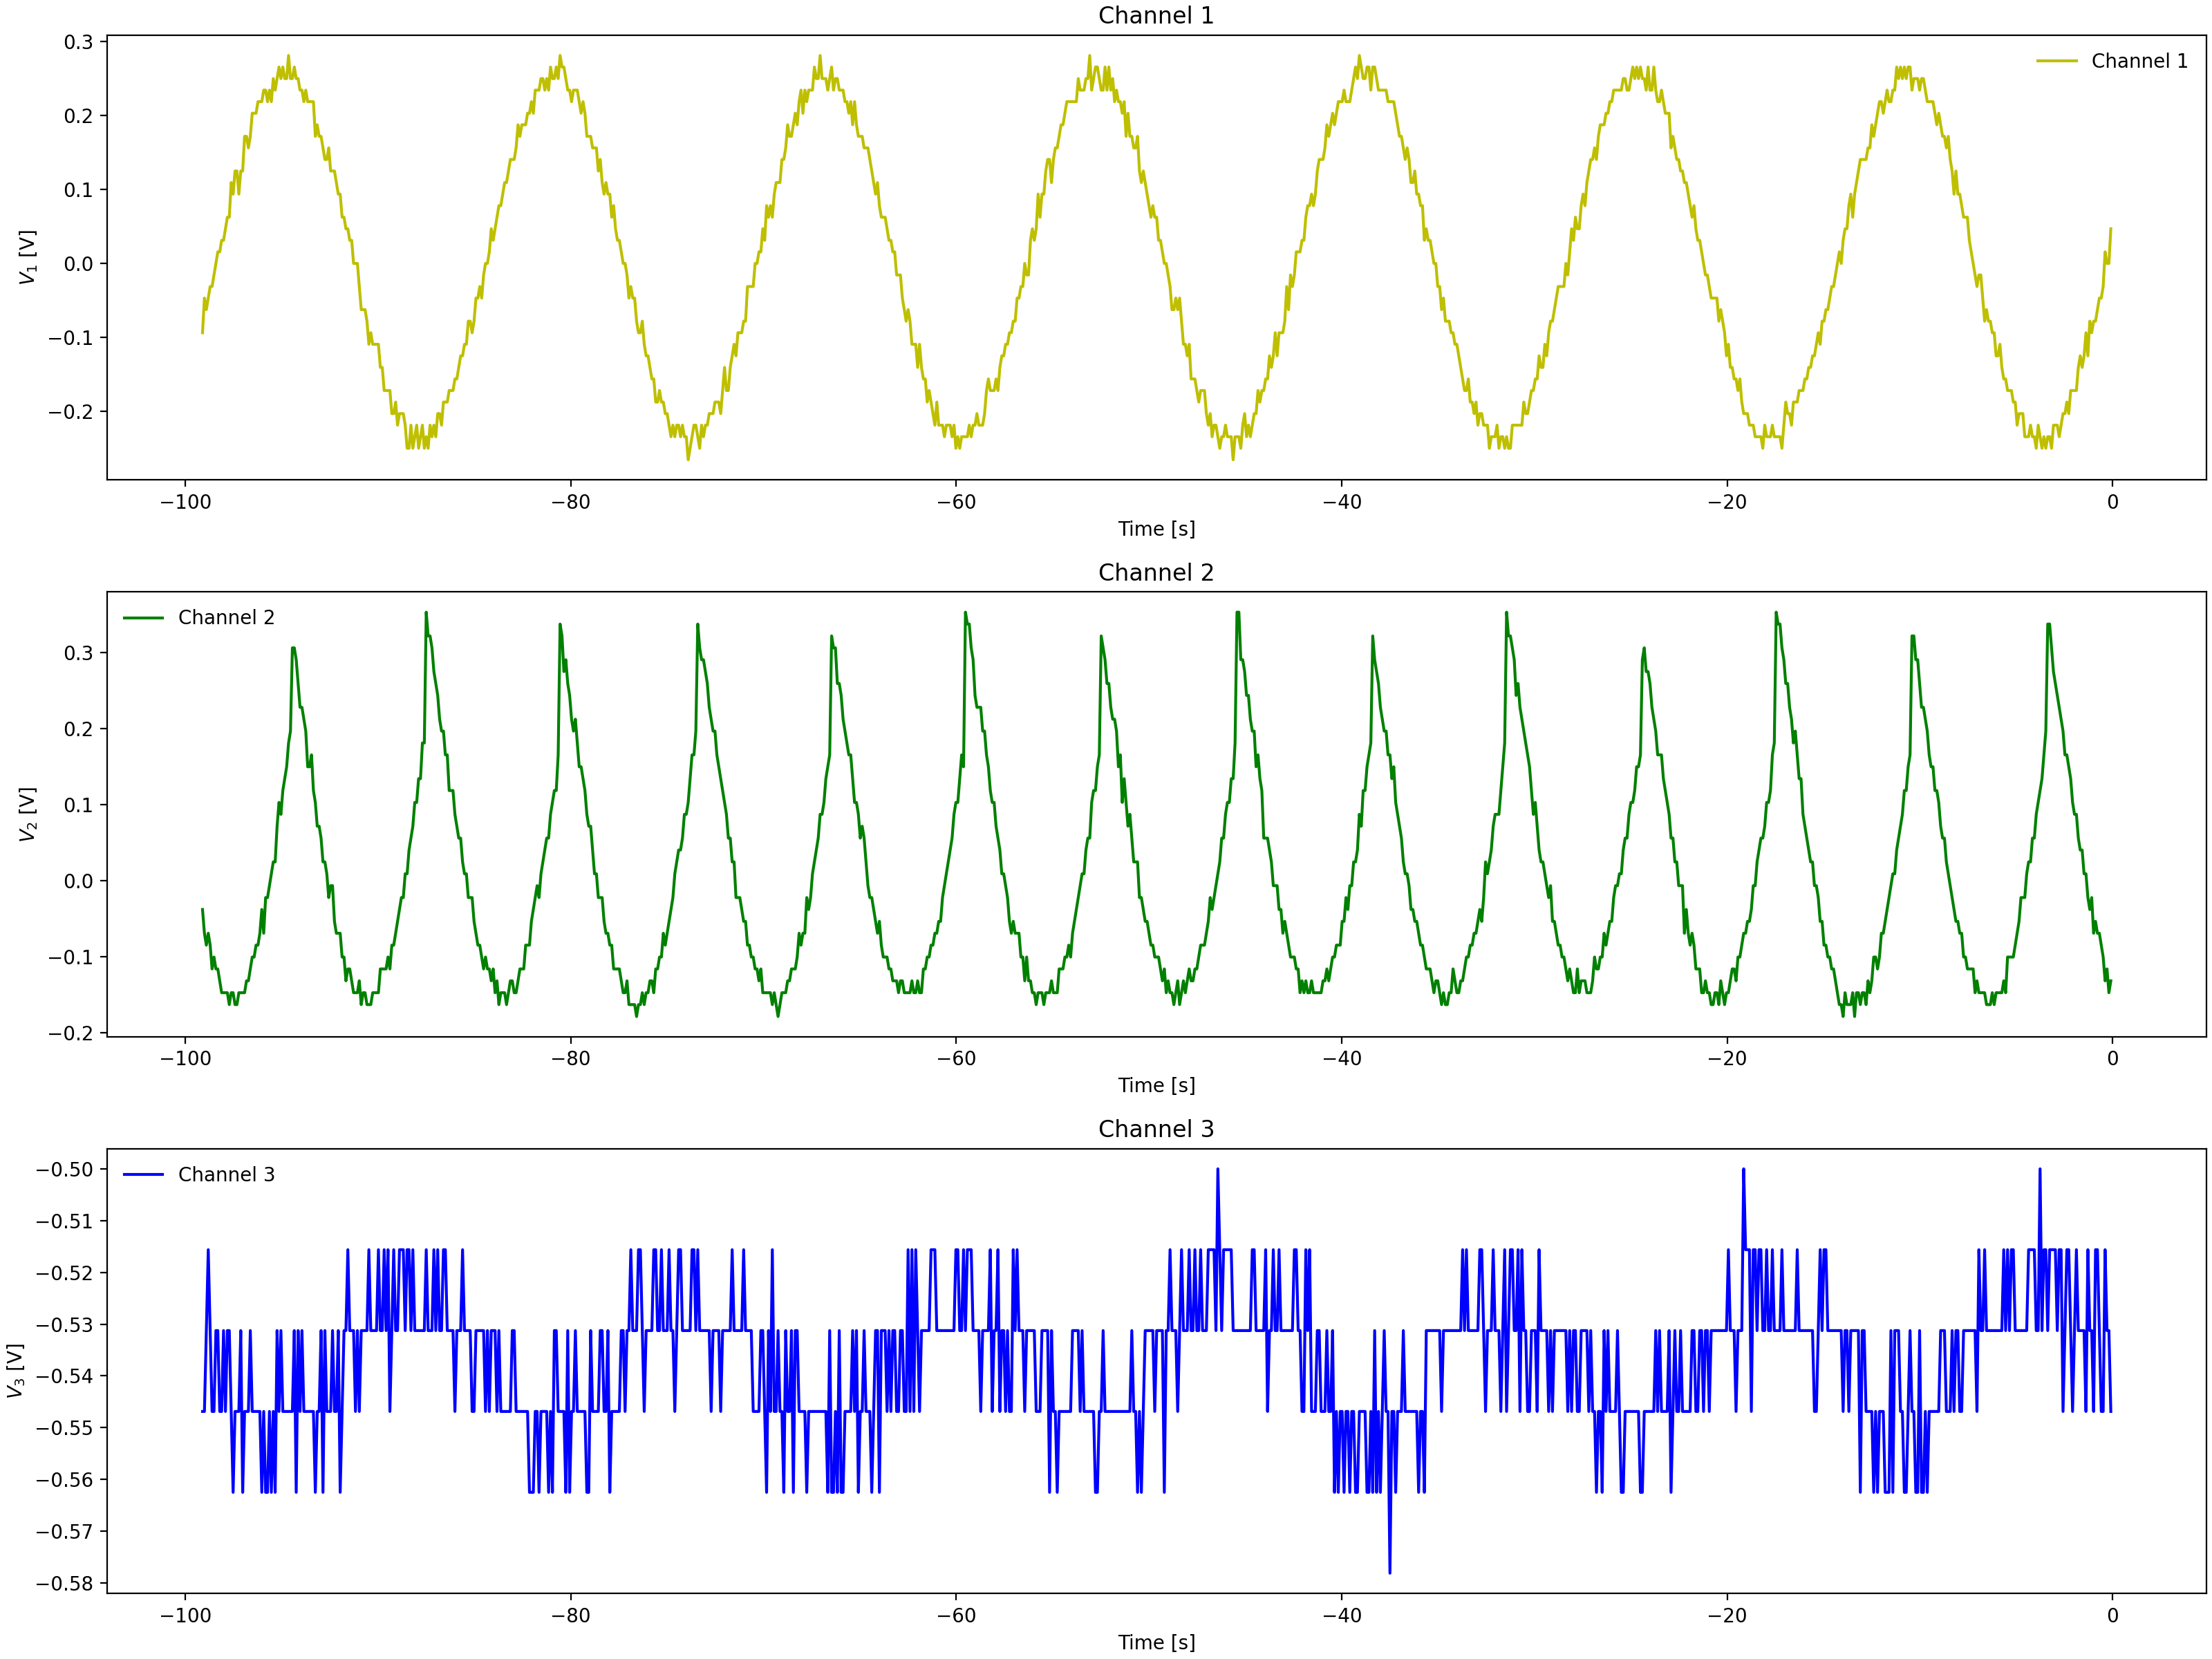 Channel 1
Channel 1
0.3
0.2
0.1
0.0
−0.1
−0.2
V1 [V]
−100 −80 −60 −40 −20 0
Time [s]
Channel 2
Channel 2
0.3
0.2
0.1
0.0
−0.1
−0.2
V2 [V]
−100 −80 −60 −40 −20 0
Time [s]
Channel 3
Channel 3
−0.50
−0.51
−0.52
−0.53
−0.54
−0.55
−0.56
−0.57
−0.58
V3 [V]
−100 −80 −60 −40 −20 0
Time [s]